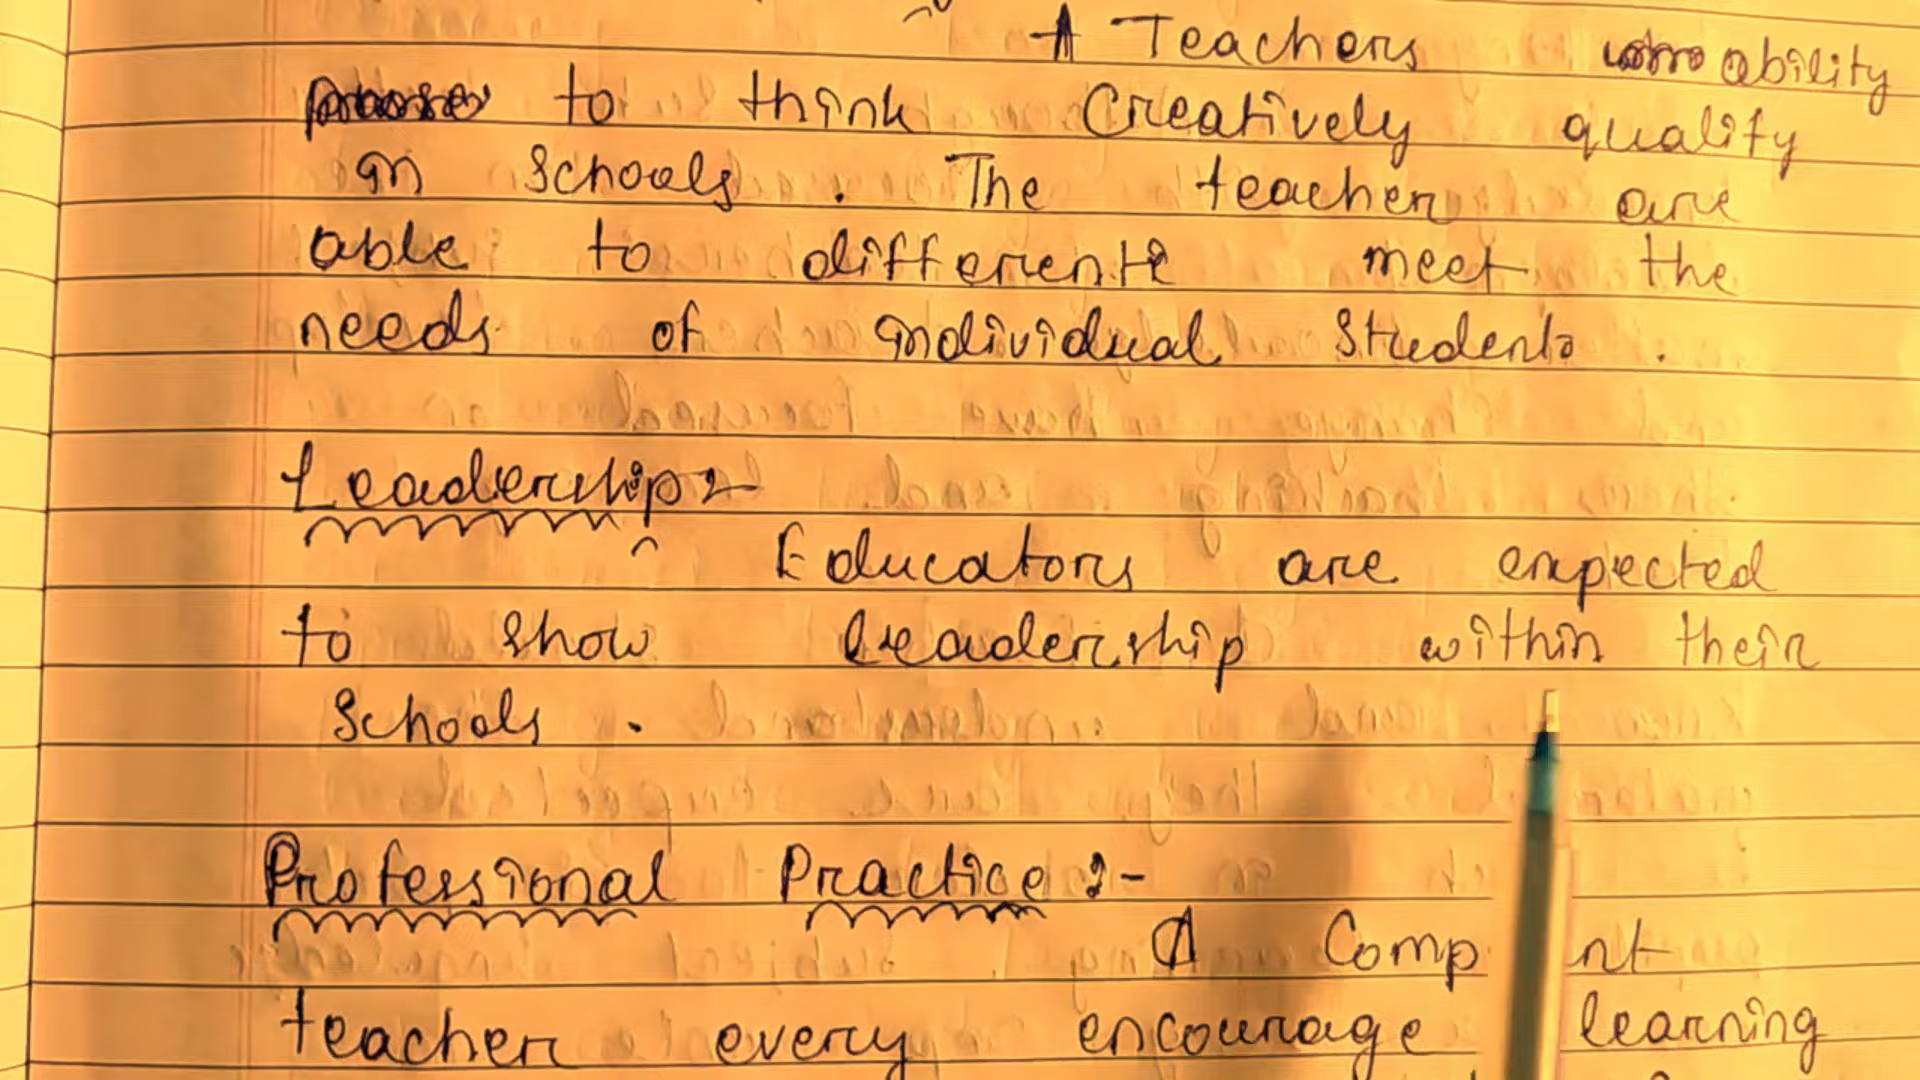 A Teachers ability
to think Creatively quality
in Schools . The teacher are
able to differenti meet the
needs of individual Students .
Leadership :-
Educators are expected
to show leadership within their
Schools .
Professional Practice :-
A Comp nt
teacher every encourage learning